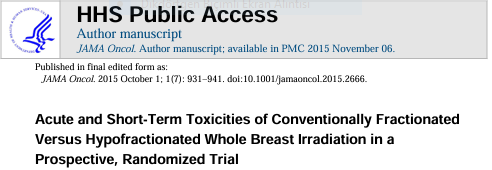 HHS Public Access
Author manuscript
JAMA Oncol. Author manuscript; available in PMC 2015 November 06.
Published in final edited form as:
JAMA Oncol. 2015 October 1; 1(7): 931–941. doi:10.1001/jamaoncol.2015.2666.
Acute and Short-Term Toxicities of Conventionally Fractionated
Versus Hypofractionated Whole Breast Irradiation in a
Prospective, Randomized Trial